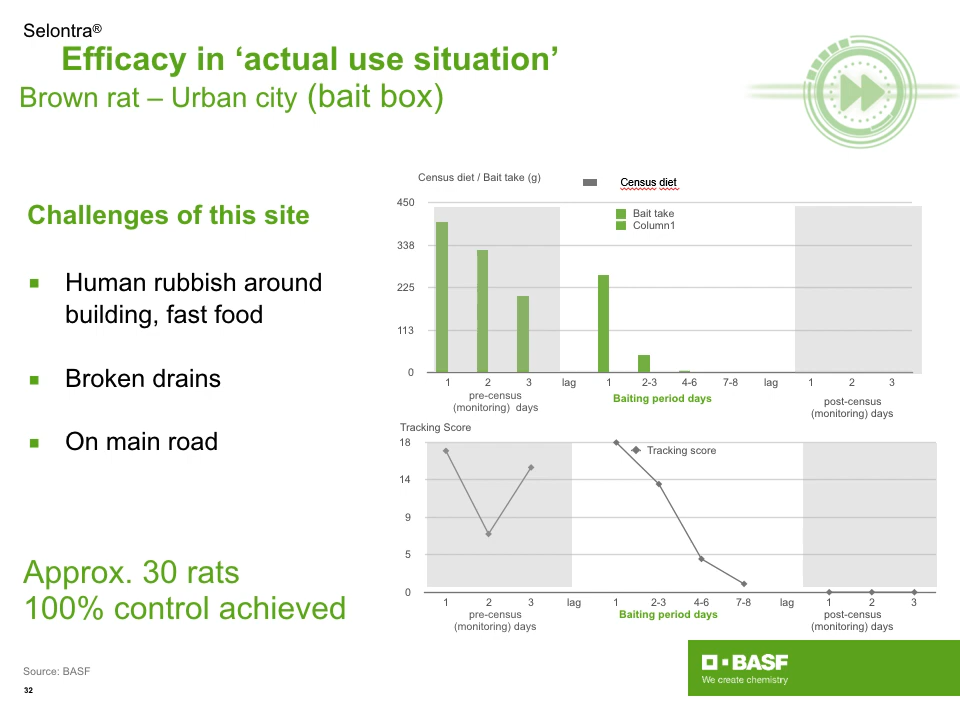 Selontra®
Efficacy in ‘actual use situation’
Brown rat – Urban city (bait box)
Challenges of this site
Human rubbish around
building, fast food
Broken drains
On main road
Approx. 30 rats
100% control achieved
Census diet / Bait take (g)
Census diet
Bait take
Column1
450
338
225
113
0
1 2 3 lag 1 2-3 4-6 7-8 lag 1 2 3
pre-census
(monitoring) days
Baiting period days
post-census
(monitoring) days
Tracking Score
Tracking score
18
14
9
5
0
1 2 3 lag 1 2-3 4-6 7-8 lag 1 2 3
pre-census
(monitoring) days
Baiting period days
post-census
(monitoring) days
Source: BASF
32
BASF
We create chemistry